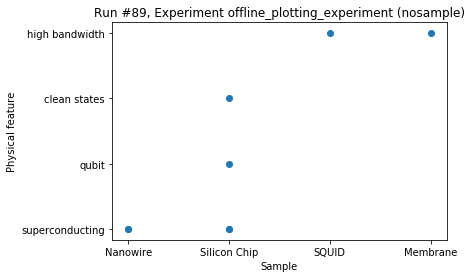 Run #89, Experiment offline_plotting_experiment (nosample)
high bandwidth
clean states
qubit
superconducting
Physical feature
Nanowire
Silicon Chip
SQUID
Membrane
Sample